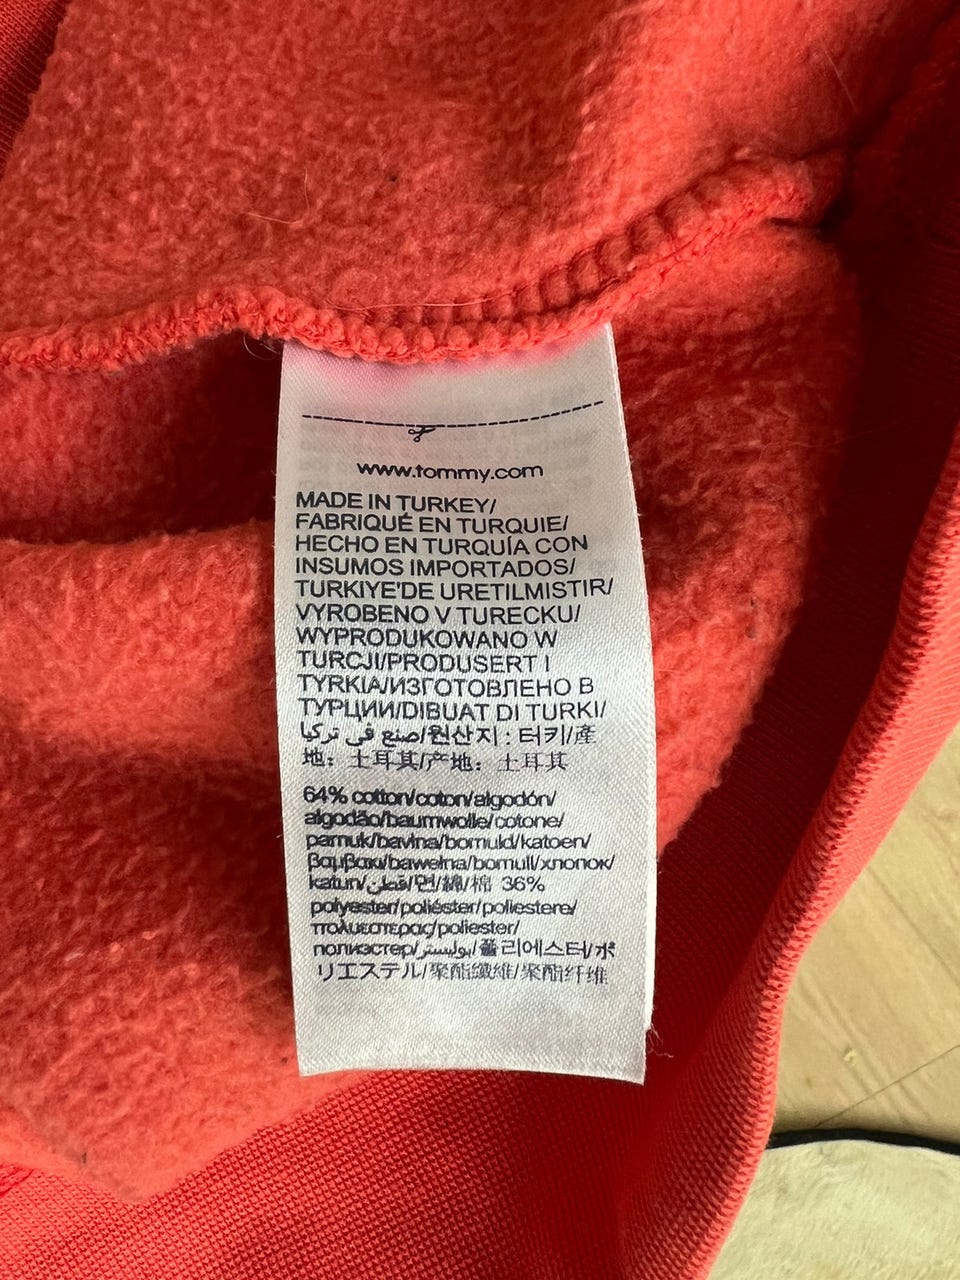 www.tommy.com
MADE IN TURKEY/
FABRIQUÉ EN TURQUIE/
HECHO EN TURQUÍA CON
INSUMOS IMPORTADOS/
TURKIYE'DE URETILMISTIR/
VYROBENO V TURECKU/
WYPRODUKOWANO W
TURCJI/PRODUSERT I
TYRKIA/ИЗГОТОВЛЕНО В
ТУРЦИИ/DIBUAT DI TURKI/
صنع في تركيا/원산지 : 터키/產
地：土耳其/产地：土耳其
64% cotton/coton/algodón/
algodão/baumwolle/cotone/
pamuk/bavlna/bomuld/katoen/
βαμβακι/bawełna/bomull/хлопок/
katun/قطن/면/綿/棉 36%
polyester/poliéster/poliestere/
πολυεστερας/poliester/
полиэстер/بوليستر/폴리에스터/ポ
リエステル/聚酯纖維/聚酯纤维